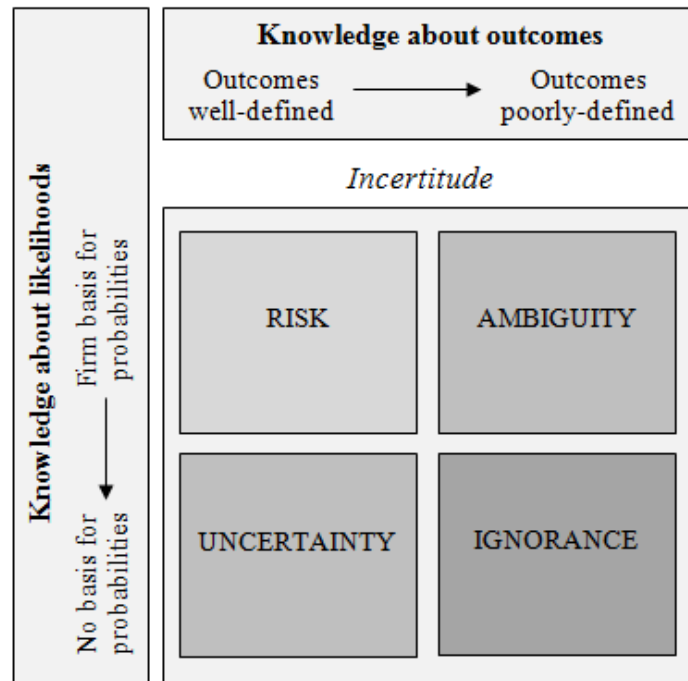 Knowledge about outcomes
Outcomes
well-defined
Outcomes
poorly-defined
Incertitude
Knowledge about likelihoods
Firm basis for
probabilities
No basis for
probabilities
RISK
AMBIGUITY
UNCERTAINTY
IGNORANCE